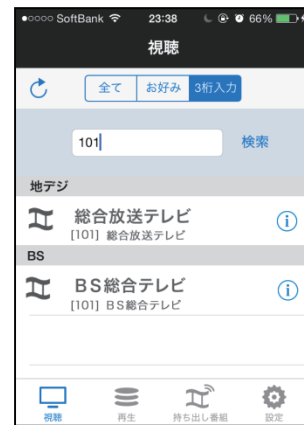 SoftBank 23:38 66%
視聴
全て お好み 3桁入力
101 検索
地デジ
総合放送テレビ
[101] 総合放送テレビ
BS
BS総合テレビ
[101] BS総合テレビ
視聴 再生 持ち出し番組 設定